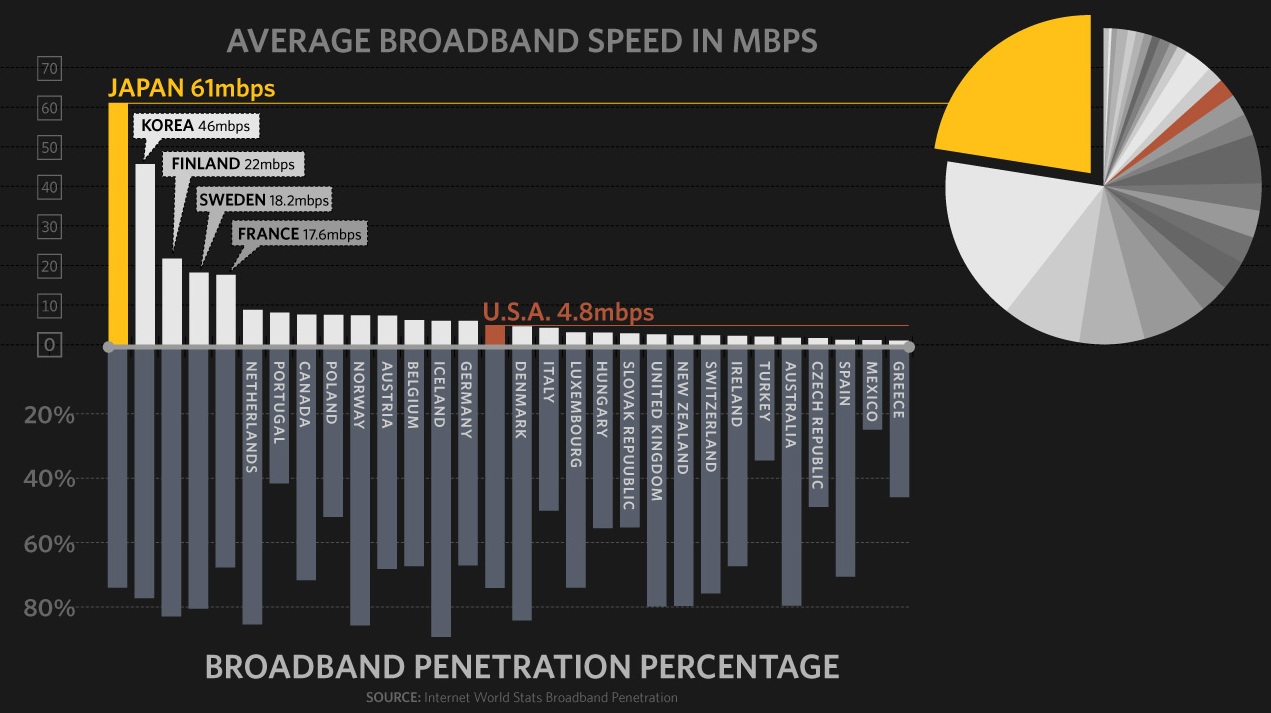 AVERAGE BROADBAND SPEED IN MBPS
70
60
50
40
30
20
10
0
JAPAN 61mbps
KOREA 46mbps
FINLAND 22mbps
SWEDEN 18.2mbps
FRANCE 17.6mbps
U.S.A. 4.8mbps
NETHERLANDS
PORTUGAL
CANADA
POLAND
NORWAY
AUSTRIA
BELGIUM
ICELAND
GERMANY
DENMARK
ITALY
LUXEMBOURG
HUNGARY
SLOVAK REPUUBLIC
UNITED KINGDOM
NEW ZEALAND
SWITZERLAND
IRELAND
TURKEY
AUSTRALIA
CZECH REPUBLIC
SPAIN
MEXICO
GREECE
20%
40%
60%
80%
BROADBAND PENETRATION PERCENTAGE
SOURCE: Internet World Stats Broadband Penetration